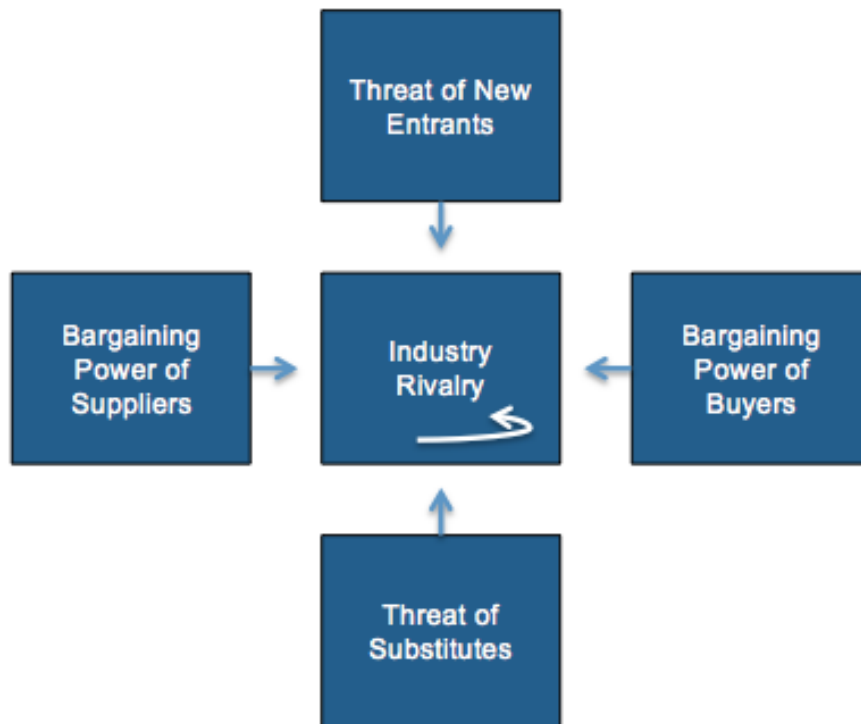 Threat of New
Entrants
Bargaining
Power of
Suppliers
Industry
Rivalry
Bargaining
Power of
Buyers
Threat of
Substitutes